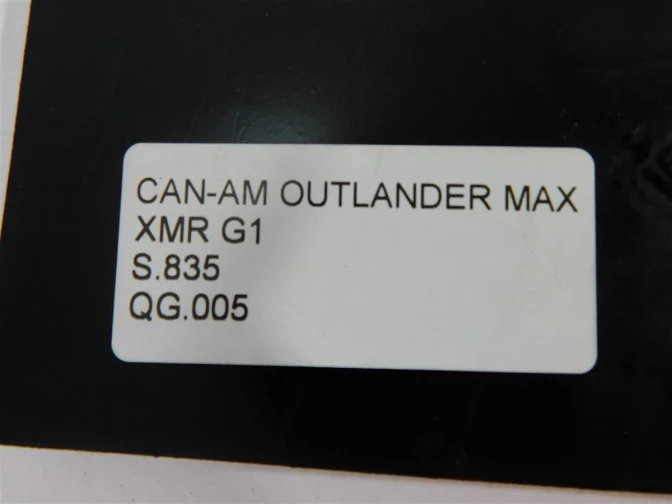 CAN-AM OUTLANDER MAX
XMR G1
S.835
QG.005